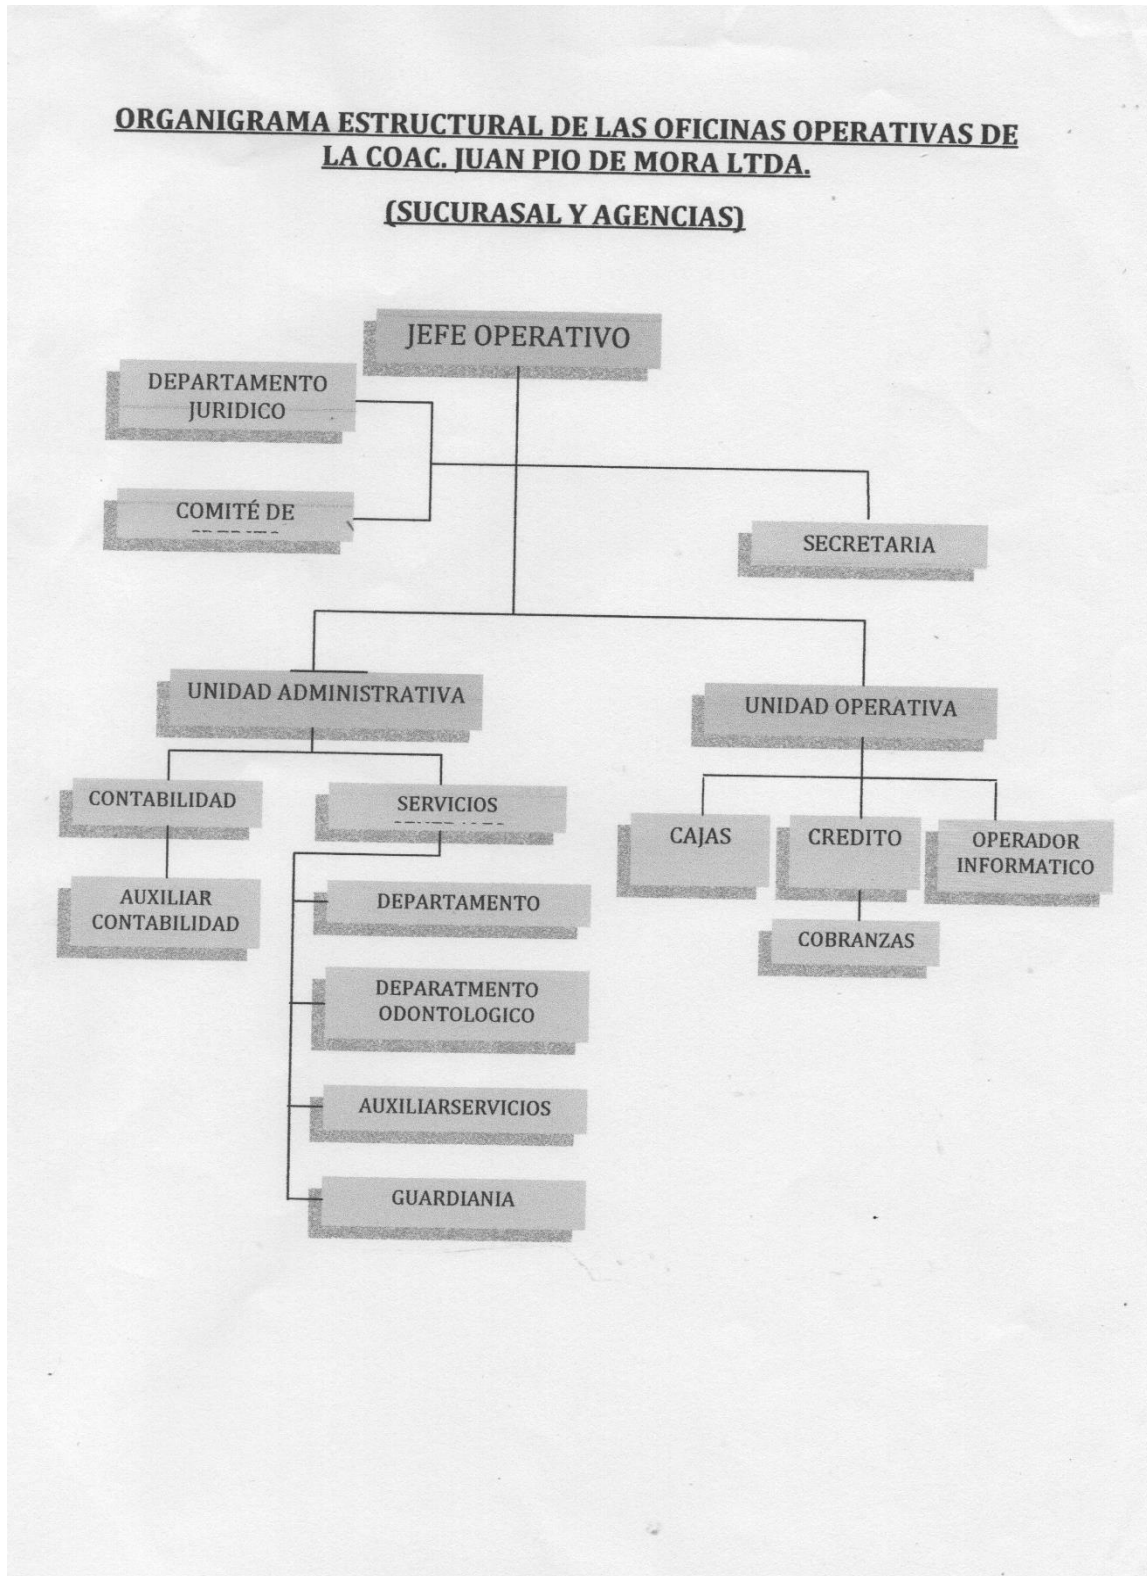 ORGANIGRAMA ESTRUCTURAL DE LAS OFICINAS OPERATIVAS DE
LA COAC. JUAN PIO DE MORA LTDA.
(SUCURASAL Y AGENCIAS)
JEFE OPERATIVO
DEPARTAMENTO
JURIDICO
COMITÉ DE
SECRETARIA
UNIDAD ADMINISTRATIVA
UNIDAD OPERATIVA
CONTABILIDAD
SERVICIOS
CAJAS
CREDITO
OPERADOR
INFORMATICO
AUXILIAR
CONTABILIDAD
DEPARTAMENTO
COBRANZAS
DEPARATMENTO
ODONTOLOGICO
AUXILIARSERVICIOS
GUARDIANIA